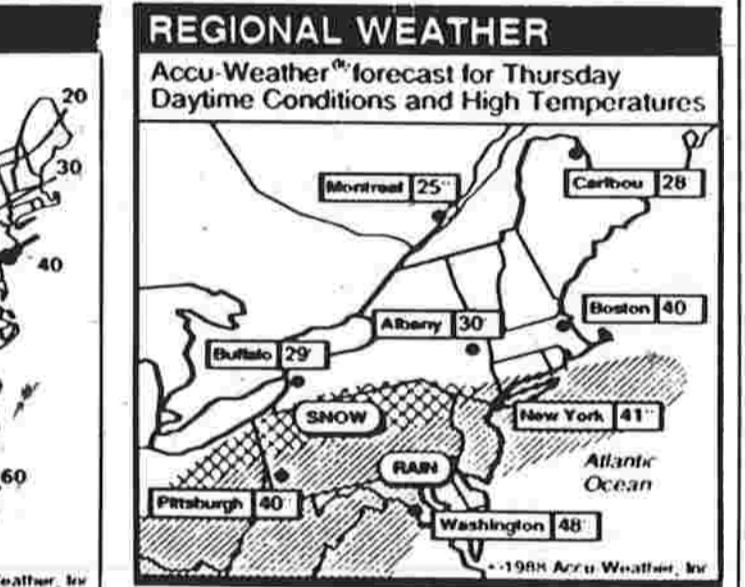 20
30
40
60
REGIONAL WEATHER
Accu-Weather forecast for Thursday
Daytime Conditions and High Temperatures
Montreal 25°
Caribou 28
Boston 40
Albany 30°
Buffalo 29°
SNOW
New York 41°
RAIN
Atlantic
Ocean
Pittsburgh 40°
Washington 48°
1988 Accu Weather, Inc
eather, Inc